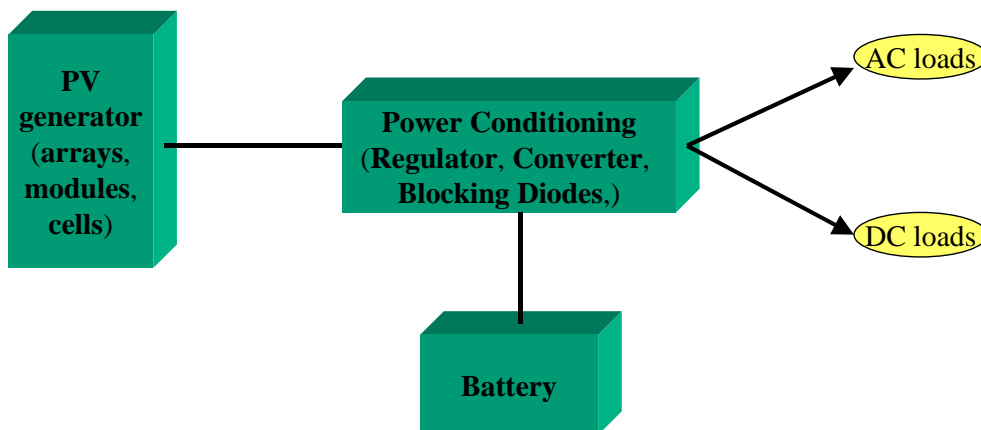 PV
generator
(arrays,
modules,
cells)
Power Conditioning
(Regulator, Converter,
Blocking Diodes,)
AC loads
DC loads
Battery